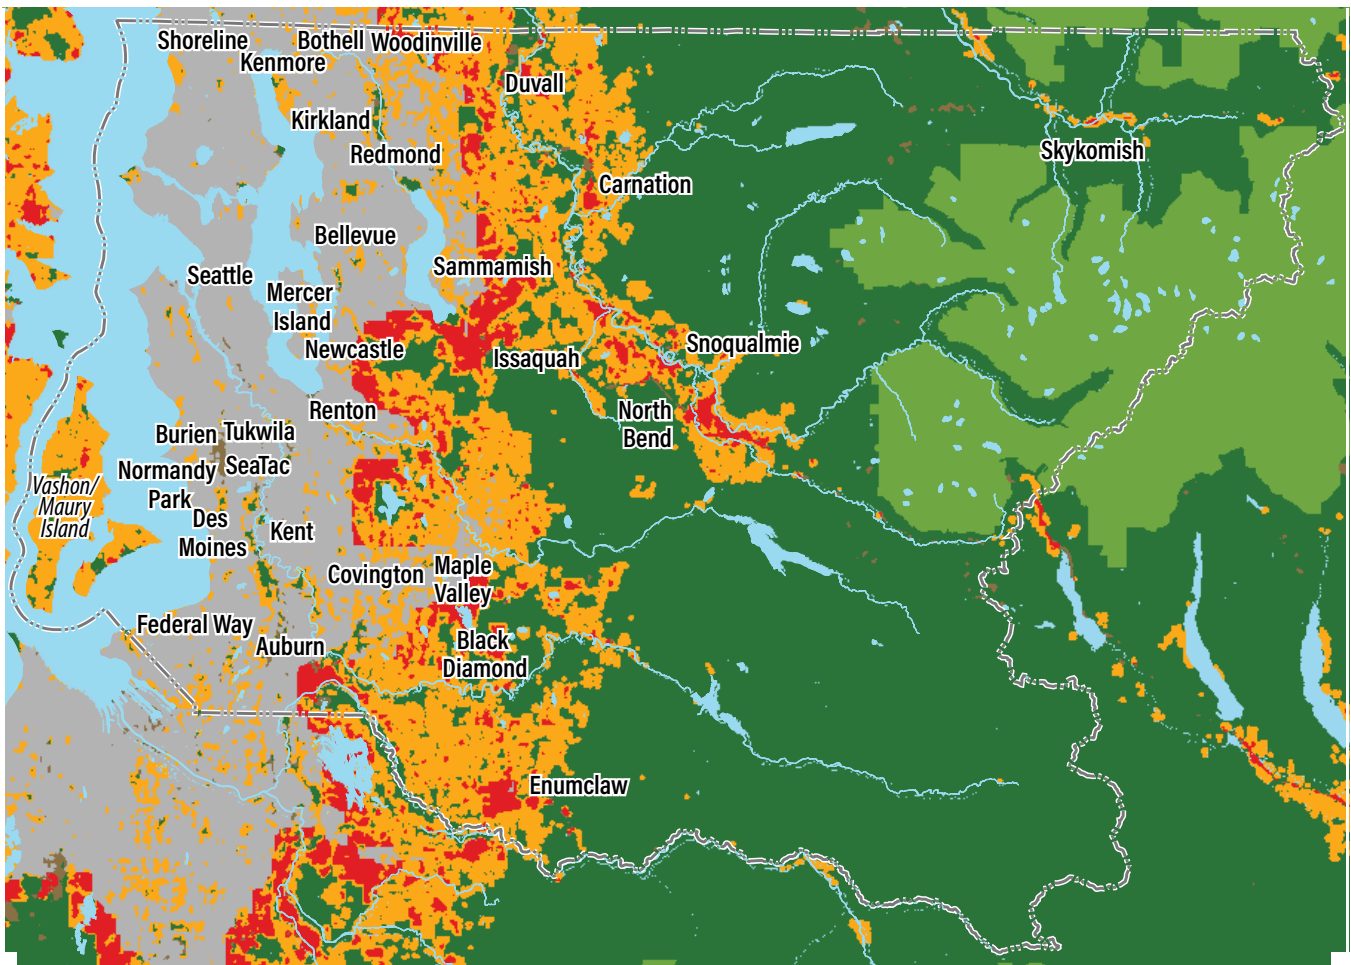 Shoreline
Bothell
Woodinville
Kenmore
Duvall
Kirkland
Redmond
Skykomish
Carnation
Bellevue
Sammamish
Seattle
Mercer
Island
Newcastle
Issaquah
Snoqualmie
Renton
North
Bend
Burien
Tukwila
Normandy
Park
SeaTac
Vashon/
Maury
Island
Des
Moines
Kent
Covington
Maple
Valley
Federal Way
Auburn
Black
Diamond
Enumclaw